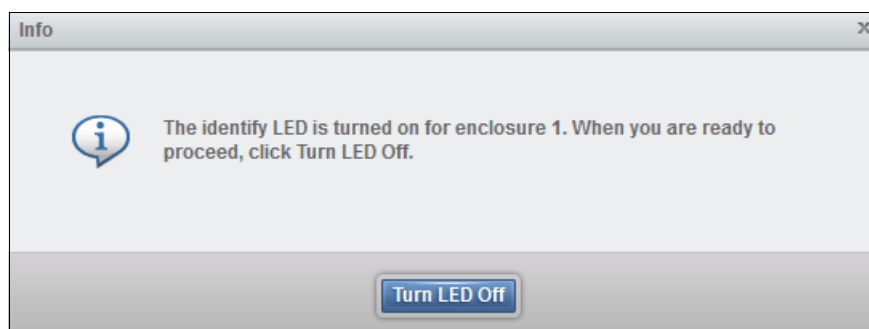 Info
The identify LED is turned on for enclosure 1. When you are ready to
proceed, click Turn LED Off.
Turn LED Off